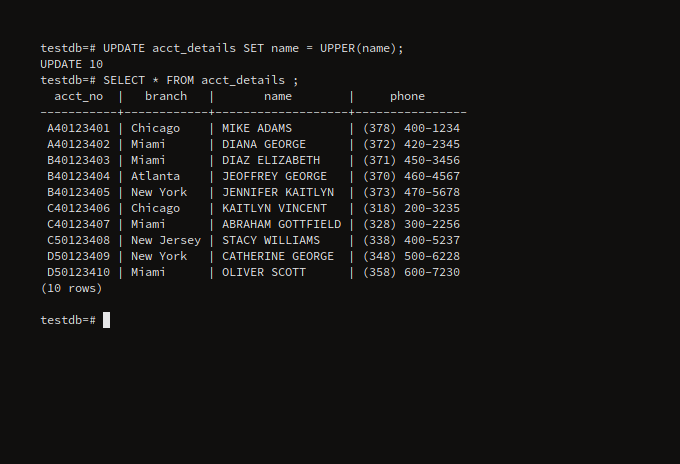 testdb=# UPDATE acct_details SET name = UPPER(name);
UPDATE 10
testdb=# SELECT * FROM acct_details ;
  acct_no  |   branch   |       name        |     phone
-----------+------------+-------------------+----------------
 A40123401 | Chicago    | MIKE ADAMS        | (378) 400-1234
 A40123402 | Miami      | DIANA GEORGE      | (372) 420-2345
 B40123403 | Miami      | DIAZ ELIZABETH    | (371) 450-3456
 B40123404 | Atlanta    | JEOFFREY GEORGE   | (370) 460-4567
 B40123405 | New York   | JENNIFER KAITLYN  | (373) 470-5678
 C40123406 | Chicago    | KAITLYN VINCENT   | (318) 200-3235
 C40123407 | Miami      | ABRAHAM GOTTFIELD | (328) 300-2256
 C50123408 | New Jersey | STACY WILLIAMS    | (338) 400-5237
 D50123409 | New York   | CATHERINE GEORGE  | (348) 500-6228
 D50123410 | Miami      | OLIVER SCOTT      | (358) 600-7230
(10 rows)
testdb=#